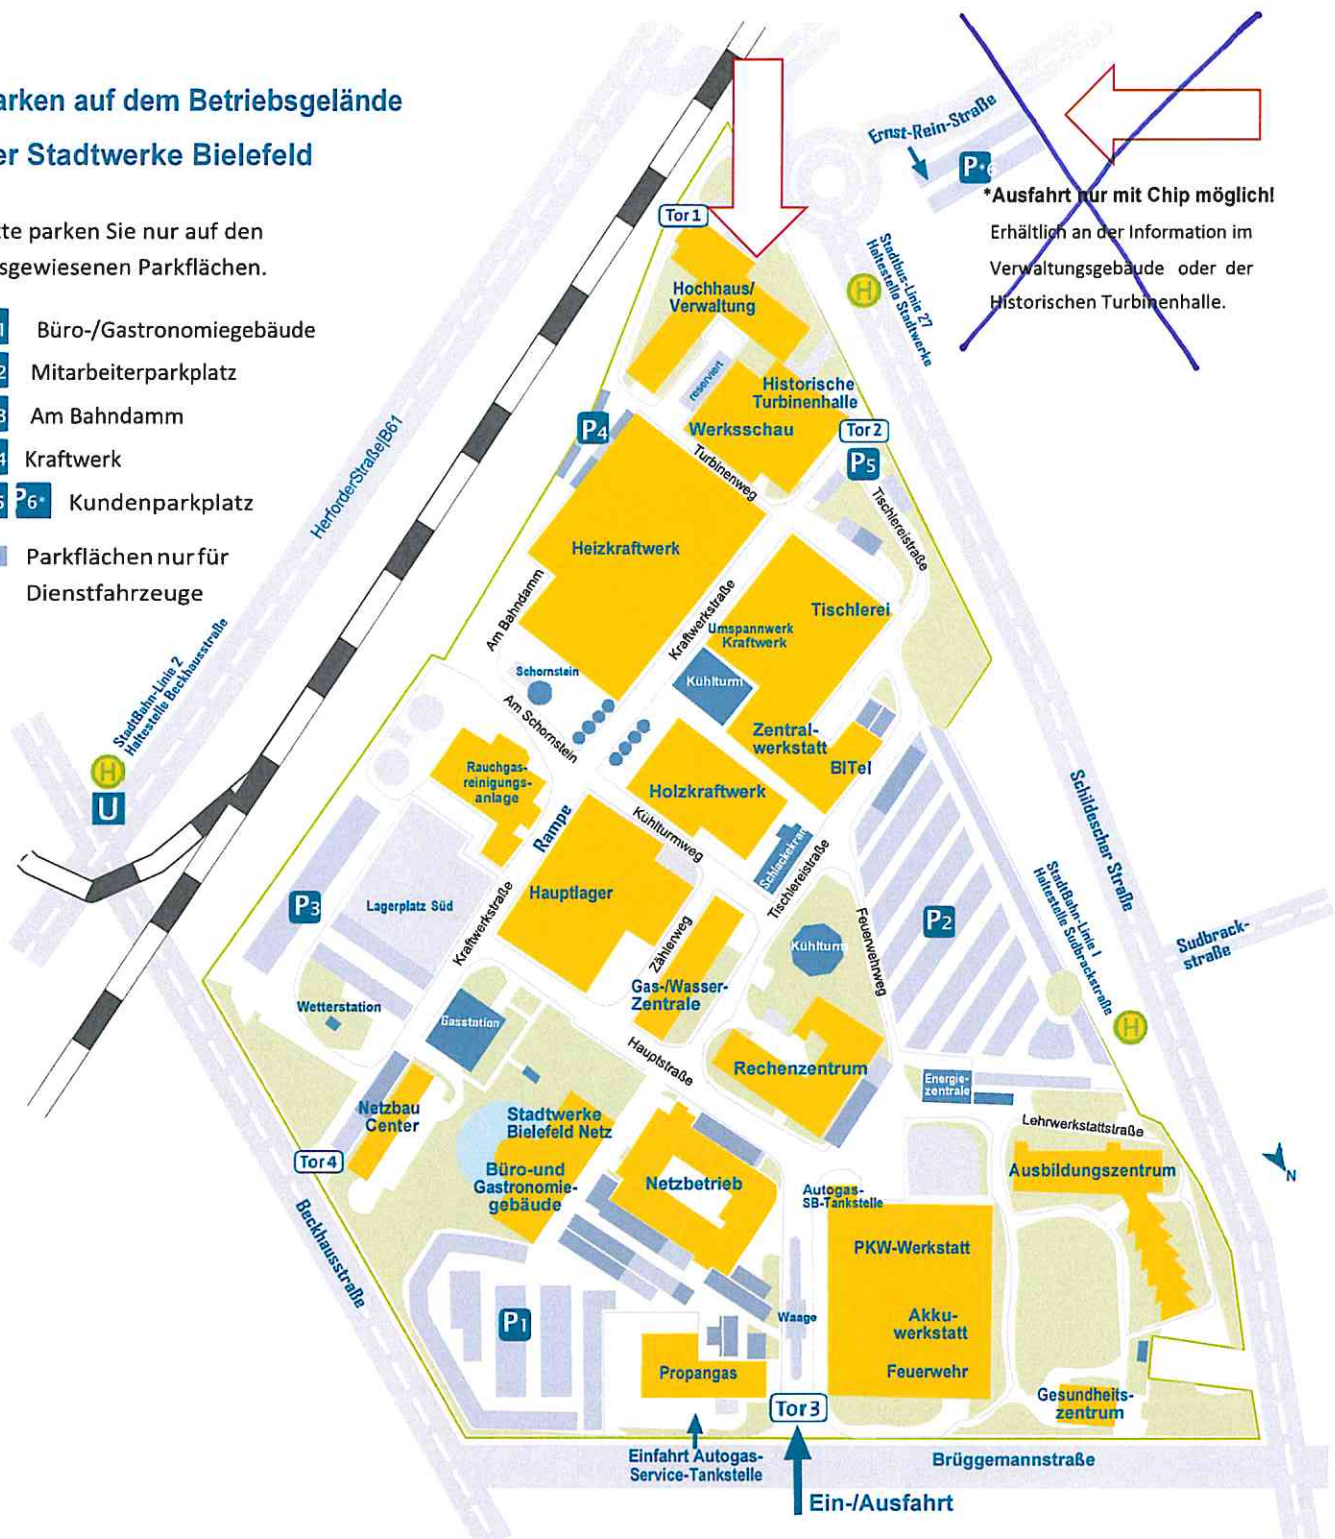 arken auf dem Betriebsgelände
er Stadtwerke Bielefeld
tte parken Sie nur auf den
sgewiesenen Parkflächen.
1 Büro-/Gastronomiegebäude
2 Mitarbeiterparkplatz
3 Am Bahndamm
4 Kraftwerk
5 P6* Kundenparkplatz
Parkflächen nur für
Dienstfahrzeuge
Ernst-Rein-Straße
P*6
*Ausfahrt nur mit Chip möglich!
Erhältlich an der Information im
Verwaltungsgebäude oder der
Historischen Turbinenhalle.
Tor 1
Hochhaus/
Verwaltung
H
Stadtbus-Linie 27
Haltestelle Stadtwerke
reserviert
Historische
Turbinenhalle
Werksschau
Tor 2
P4
P5
Turbinenweg
Tischlereistraße
HerforderStraße|B61
Heizkraftwerk
Am Bahndamm
Kraftwerkstraße
Tischlerei
Umspannwerk
Kraftwerk
Schornstein
Kühlturm
Am Schornstein
StadtBahn-Linie 2
Haltestelle Beckhausstraße
H
U
Zentral-
werkstatt
BITel
Rauchgas-
reinigungs-
anlage
Holzkraftwerk
Rampe
Kühlturmweg
Schlackekran
Tischlereistraße
Schildescher Straße
Hauptlager
P3
Lagerplatz Süd
Kraftwerkstraße
Zählerweg
Kühlturm
Feuerwehrweg
P2
StadtBahn-Linie 1
Haltestelle Sudbrackstraße
H
Sudbrack-
straße
Gas-/Wasser-
Zentrale
Wetterstation
Gasstation
Hauptstraße
Rechenzentrum
Energie-
zentrale
Netzbau
Center
Stadtwerke
Bielefeld Netz
Lehrwerkstattstraße
Tor 4
Büro-und
Gastronomie-
gebäude
Netzbetrieb
Autogas-
SB-Tankstelle
Ausbildungszentrum
N
Beckhausstraße
PKW-Werkstatt
P1
Waage
Akku-
werkstatt
Propangas
Feuerwehr
Gesundheits-
zentrum
Tor 3
Einfahrt Autogas-
Service-Tankstelle
Brüggemannstraße
Ein-/Ausfahrt